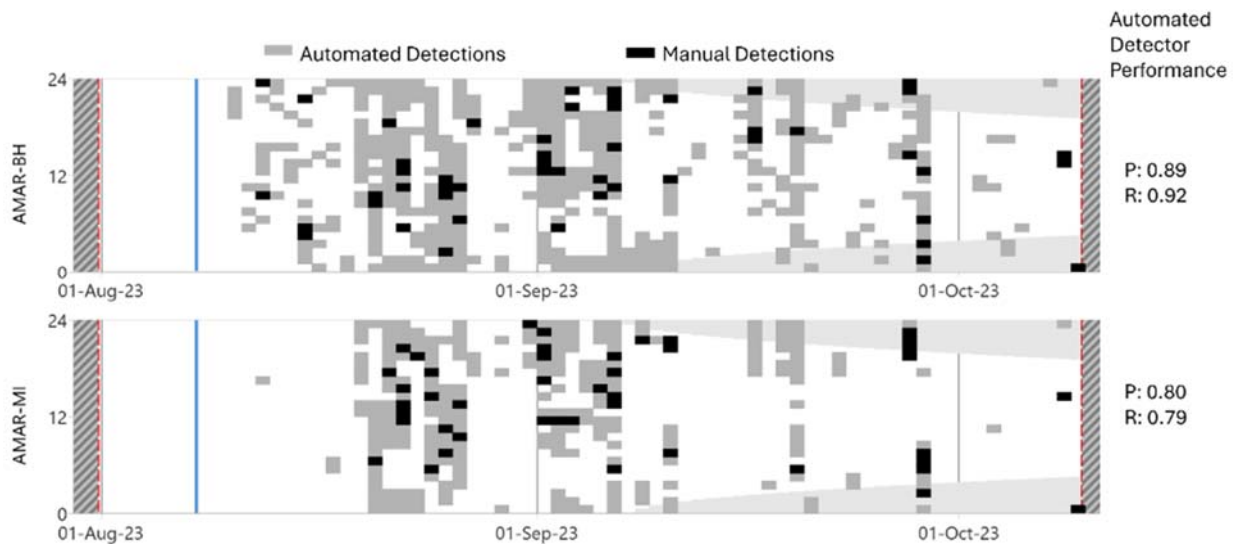 Automated Detections
Manual Detections
Automated
Detector
Performance
24
12
0
AMAR-BH
P: 0.89
R: 0.92
01-Aug-23
01-Sep-23
01-Oct-23
24
12
0
AMAR-MI
P: 0.80
R: 0.79
01-Aug-23
01-Sep-23
01-Oct-23